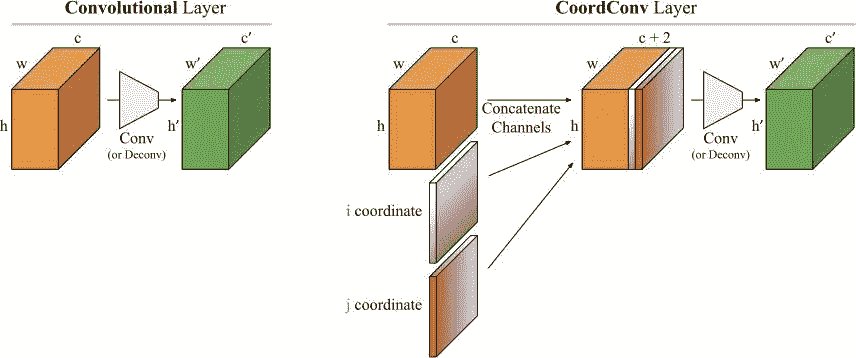 Convolutional Layer
c
w
h
Conv
(or Deconv)
c′
w′
h′
CoordConv Layer
c
w
h
i coordinate
j coordinate
Concatenate
Channels
c + 2
w
h
Conv
(or Deconv)
c′
w′
h′